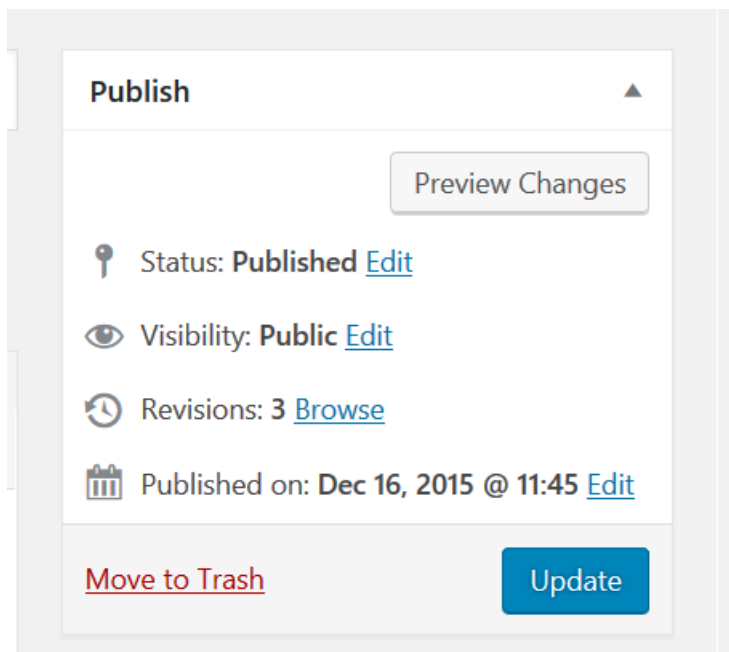 Publish
Preview Changes
Status: Published Edit
Visibility: Public Edit
Revisions: 3 Browse
Published on: Dec 16, 2015 @ 11:45 Edit
Move to Trash Update